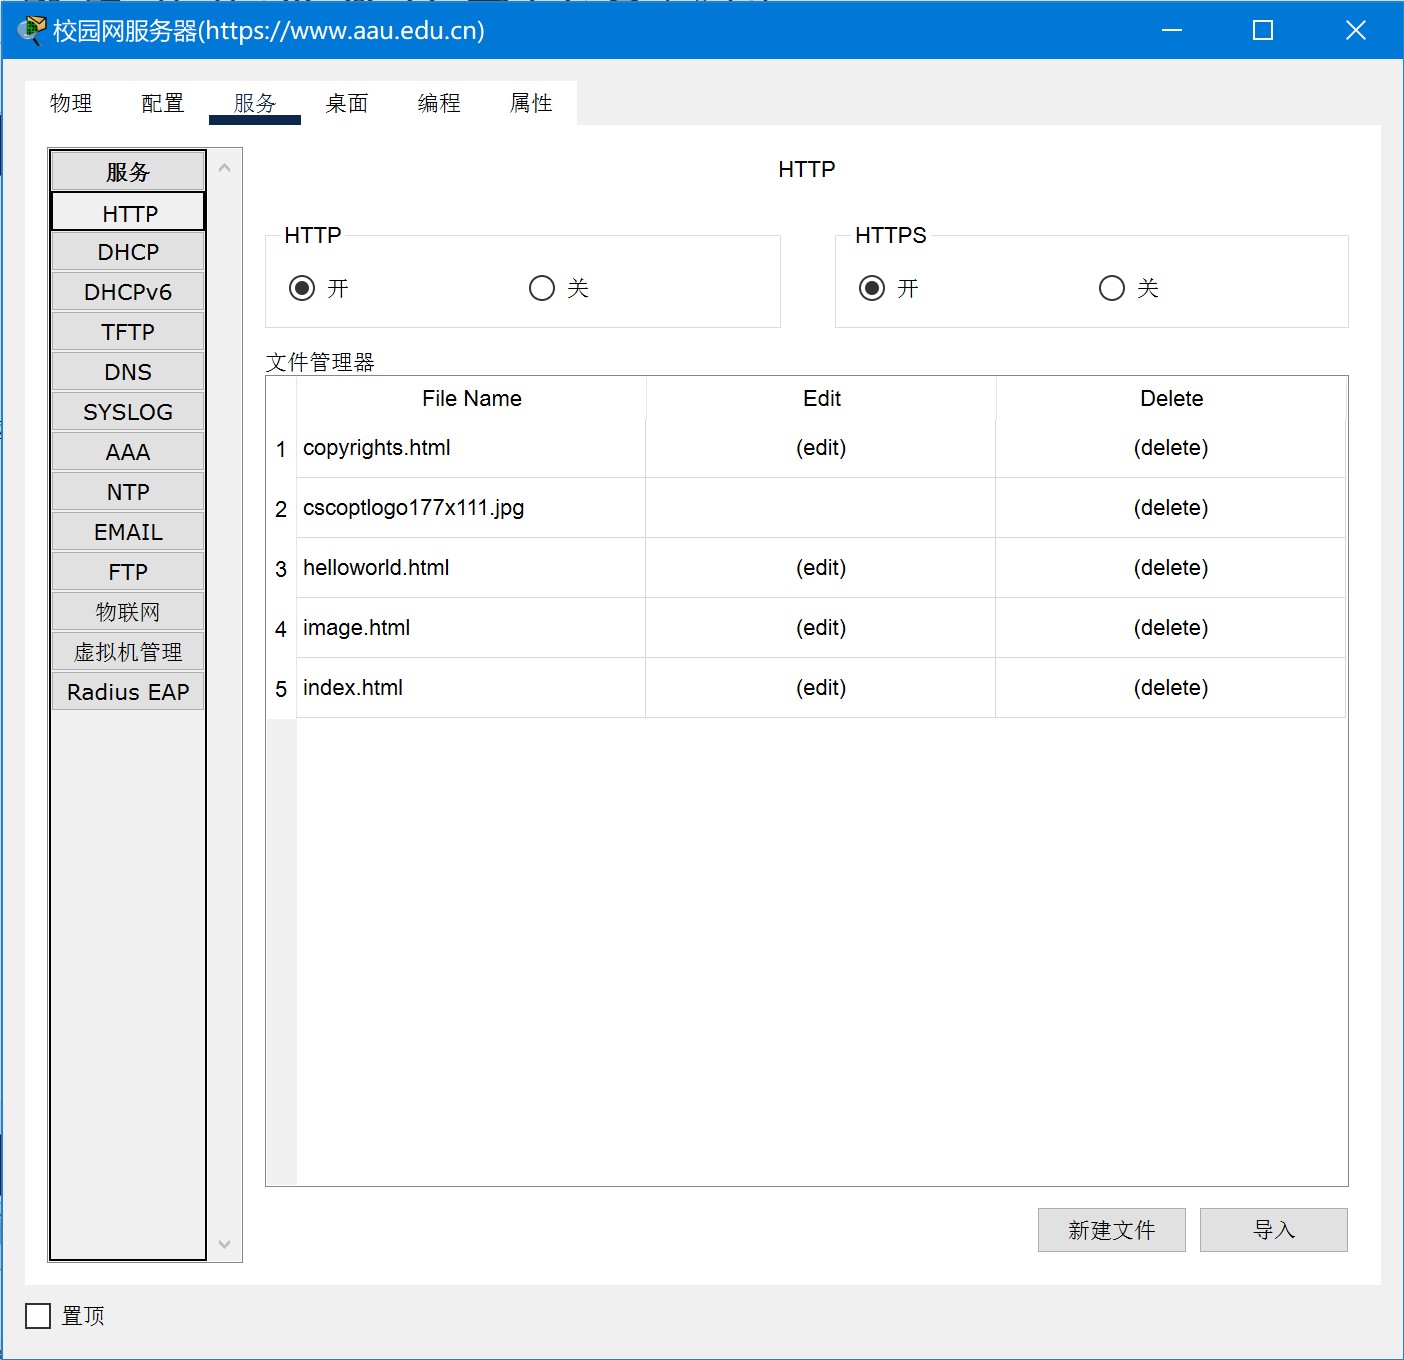 校园网服务器(https://www.aau.edu.cn)
物理 配置 服务 桌面 编程 属性
服务
HTTP
DHCP
DHCPv6
TFTP
DNS
SYSLOG
AAA
NTP
EMAIL
FTP
物联网
虚拟机管理
Radius EAP
HTTP
HTTP
开 关
HTTPS
开 关
文件管理器
File Name Edit Delete
1 copyrights.html (edit) (delete)
2 cscoptlogo177x111.jpg (delete)
3 helloworld.html (edit) (delete)
4 image.html (edit) (delete)
5 index.html (edit) (delete)
新建文件 导入
置顶